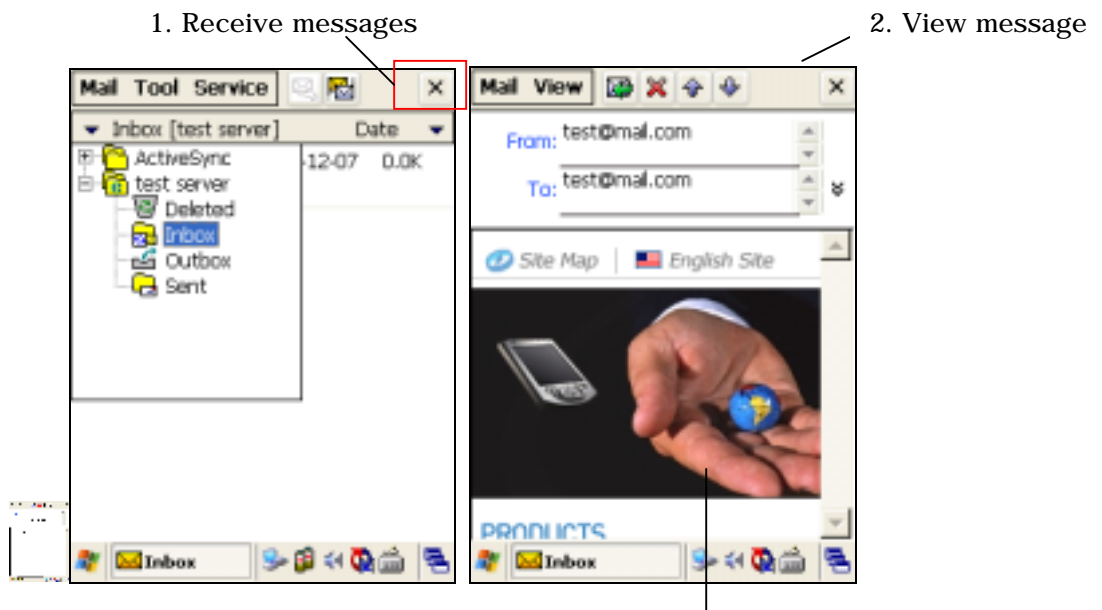 1. Receive messages
2. View message
Mail Tool Service
Inbox [test server] Date
ActiveSync
12-07 0.0K
test server
Deleted
Inbox
Outbox
Sent
Inbox
Mail View
From: test@mail.com
To: test@mail.com
Site Map
English Site
PRODUCTS
Inbox